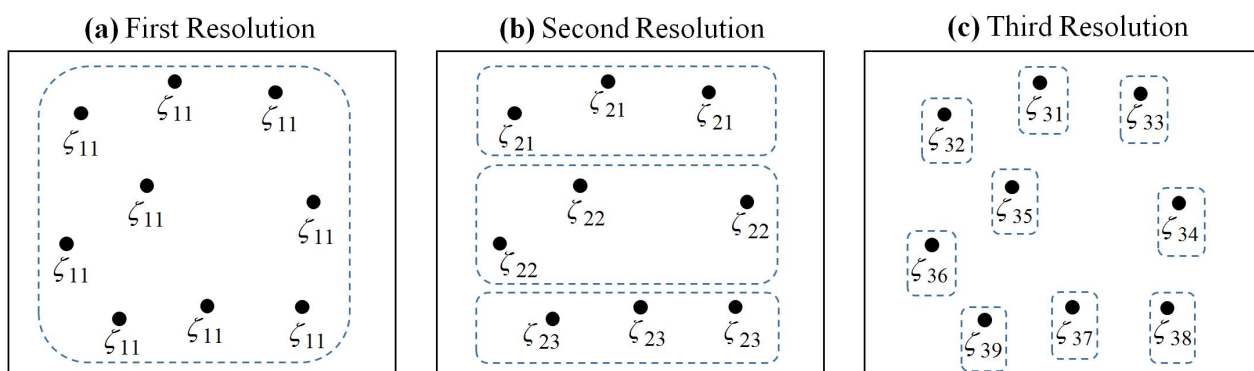 (a) First Resolution
ζ11 ζ11 ζ11
ζ11 ζ11
ζ11
ζ11 ζ11 ζ11
(b) Second Resolution
ζ21 ζ21 ζ21
ζ22 ζ22
ζ22
ζ23 ζ23 ζ23
(c) Third Resolution
ζ32 ζ31 ζ33
ζ35 ζ34
ζ36
ζ39 ζ37 ζ38